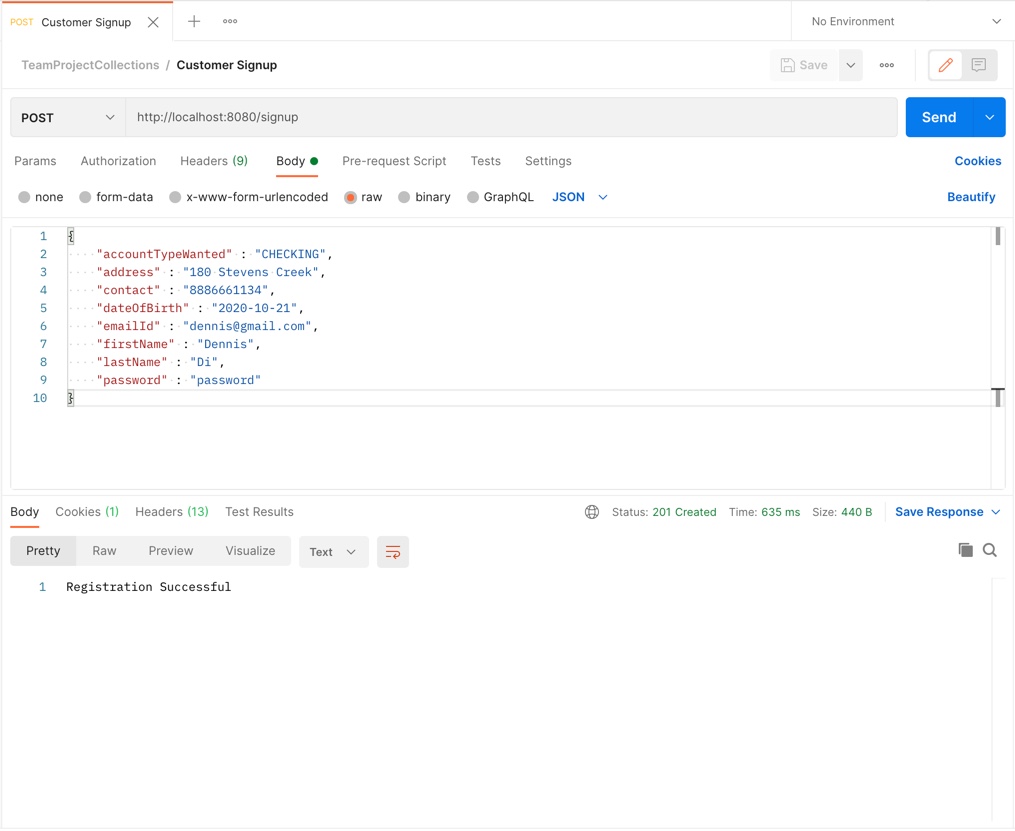 POST Customer Signup
No Environment
TeamProjectCollections / Customer Signup
Save
POST http://localhost:8080/signup Send
Params Authorization Headers (9) Body Pre-request Script Tests Settings Cookies
none form-data x-www-form-urlencoded raw binary GraphQL JSON Beautify
1 {
2 "accountTypeWanted" : "CHECKING",
3 "address" : "180 Stevens Creek",
4 "contact" : "8886661134",
5 "dateOfBirth" : "2020-10-21",
6 "emailId" : "dennis@gmail.com",
7 "firstName" : "Dennis",
8 "lastName" : "Di",
9 "password" : "password"
10 }
Body Cookies (1) Headers (13) Test Results Status: 201 Created Time: 635 ms Size: 440 B Save Response
Pretty Raw Preview Visualize Text
1 Registration Successful